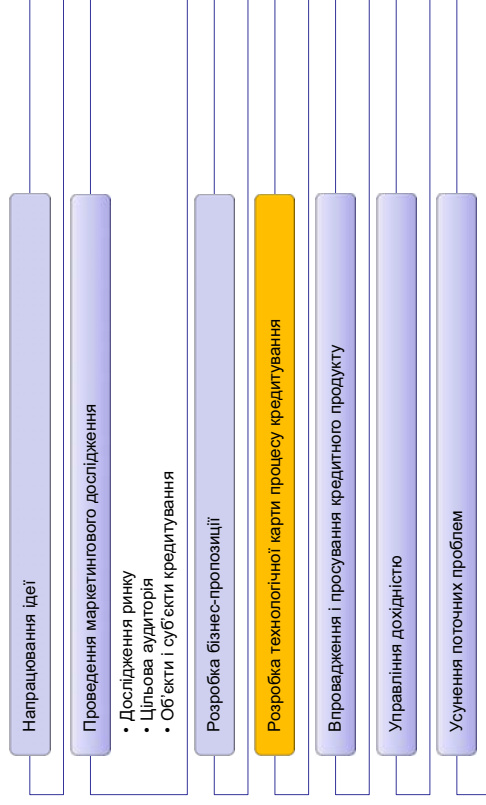 Напрацювання ідеї
Проведення маркетингового дослідження
• Дослідження ринку
• Цільова аудиторія
• Об'єкти і суб'єкти кредитування
Розробка бізнес-пропозиції
Розробка технологічної карти процесу кредитування
Впровадження і просування кредитного продукту
Управління дохідністю
Усунення поточних проблем